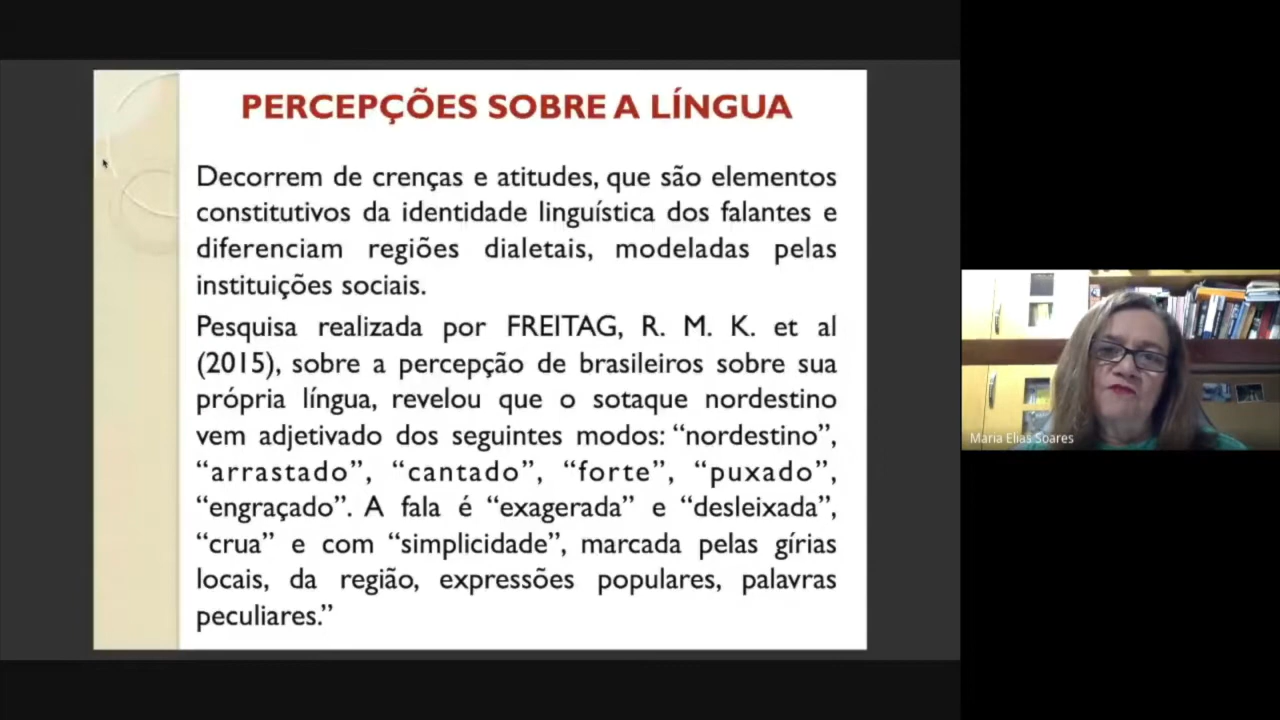 PERCEPÇÕES SOBRE A LÍNGUA
Decorrem de crenças e atitudes, que são elementos
constitutivos da identidade linguística dos falantes e
diferenciam regiões dialetais, modeladas pelas
instituições sociais.
Pesquisa realizada por FREITAG, R. M. K. et al
(2015), sobre a percepção de brasileiros sobre sua
própria língua, revelou que o sotaque nordestino
vem adjetivado dos seguintes modos: “nordestino”,
“arrastado”, “cantado”, “forte”, “puxado”,
“engraçado”. A fala é “exagerada” e “desleixada”,
“crua” e com “simplicidade”, marcada pelas gírias
locais, da região, expressões populares, palavras
peculiares.”
Maria Elias Soares